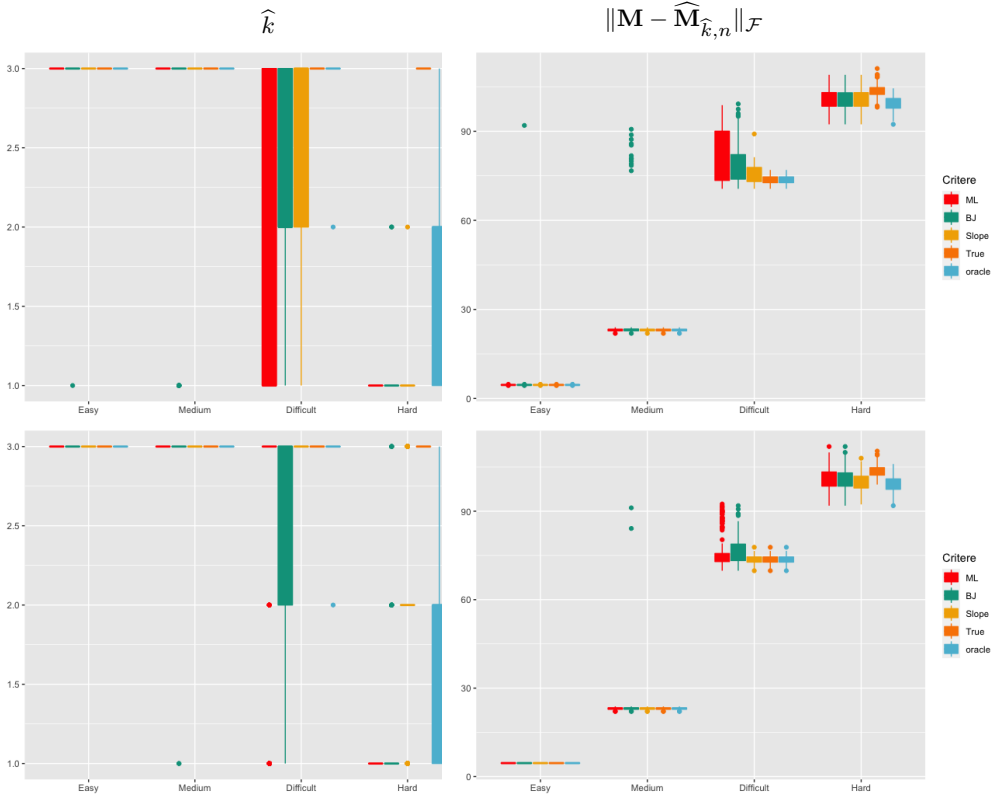 k̂
‖M − M̂_{k̂,n}‖_F
3.0
2.5
2.0
1.5
1.0
Easy Medium Difficult Hard
90
60
30
0
Easy Medium Difficult Hard
Critere
ML
BJ
Slope
True
oracle
3.0
2.5
2.0
1.5
1.0
Easy Medium Difficult Hard
90
60
30
0
Easy Medium Difficult Hard
Critere
ML
BJ
Slope
True
oracle